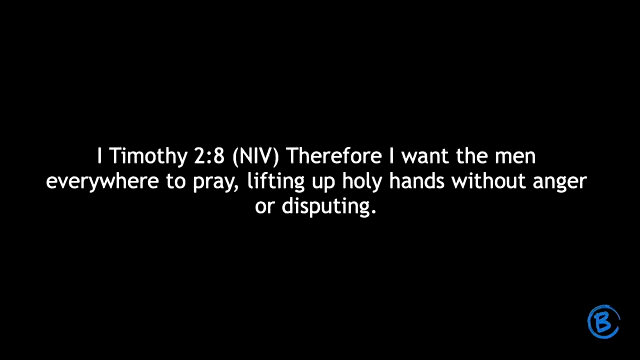 I Timothy 2:8 (NIV) Therefore I want the men
everywhere to pray, lifting up holy hands without anger
or disputing.
B